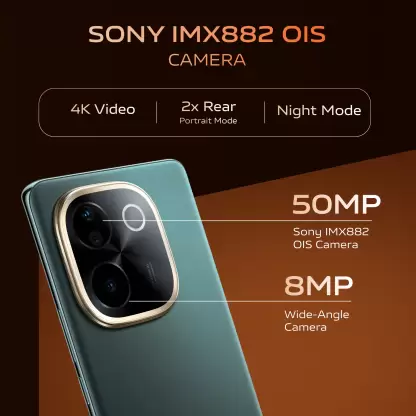 SONY IMX882 OIS
CAMERA
4K Video
2x Rear
Portrait Mode
Night Mode
50MP
Sony IMX882
OIS Camera
8MP
Wide-Angle
Camera